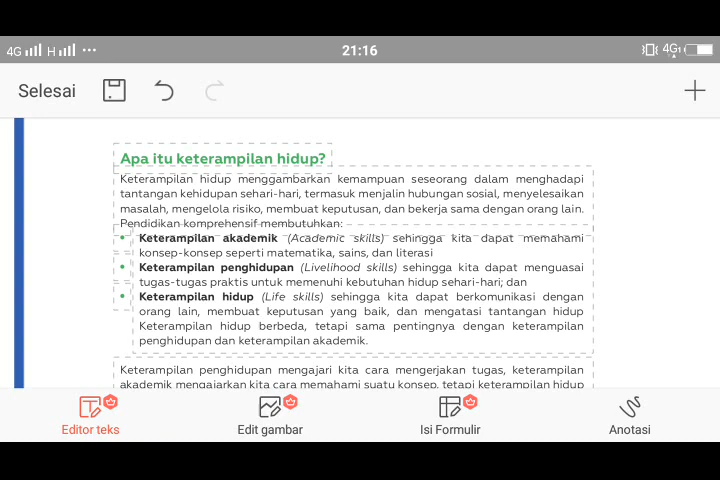 4G H ••• 21:16 4G
Selesai
Apa itu keterampilan hidup?
Keterampilan hidup menggambarkan kemampuan seseorang dalam menghadapi
tantangan kehidupan sehari-hari, termasuk menjalin hubungan sosial, menyelesaikan
masalah, mengelola risiko, membuat keputusan, dan bekerja sama dengan orang lain.
Pendidikan komprehensif membutuhkan:
• Keterampilan akademik (Academic skills) sehingga kita dapat memahami
konsep-konsep seperti matematika, sains, dan literasi
• Keterampilan penghidupan (Livelihood skills) sehingga kita dapat menguasai
tugas-tugas praktis untuk memenuhi kebutuhan hidup sehari-hari; dan
• Keterampilan hidup (Life skills) sehingga kita dapat berkomunikasi dengan
orang lain, membuat keputusan yang baik, dan mengatasi tantangan hidup
Keterampilan hidup berbeda, tetapi sama pentingnya dengan keterampilan
penghidupan dan keterampilan akademik.
Keterampilan penghidupan mengajari kita cara mengerjakan tugas, keterampilan
akademik mengajarkan kita cara memahami suatu konsep, tetapi keterampilan hidup
Editor teks Edit gambar Isi Formulir Anotasi